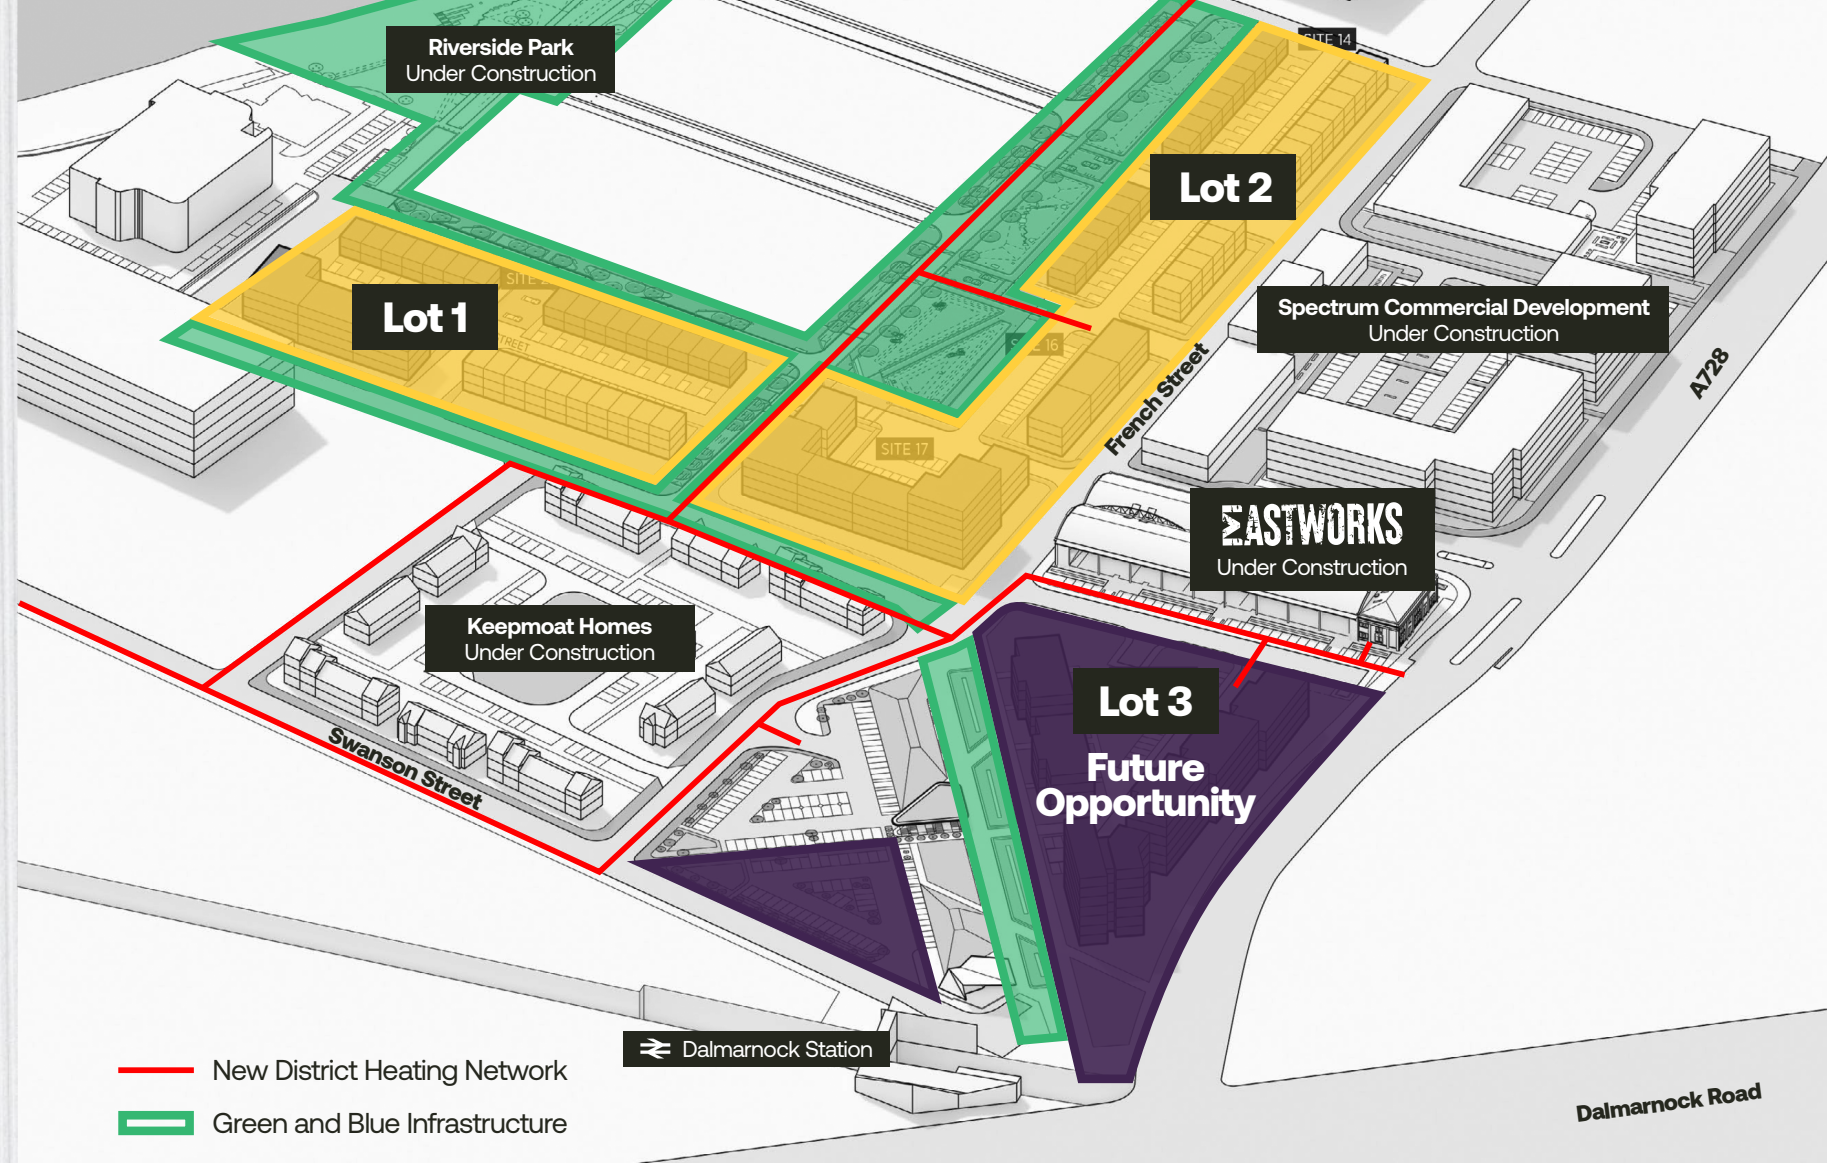 Riverside Park
Under Construction
SITE 14
Lot 2
Lot 1
SITE
STREET
Spectrum Commercial Development
Under Construction
16
A728
French Street
SITE 17
EASTWORKS
Under Construction
Keepmoat Homes
Under Construction
Lot 3
Future
Opportunity
Swanson Street
Dalmarnock Station
New District Heating Network
Green and Blue Infrastructure
Dalmarnock Road